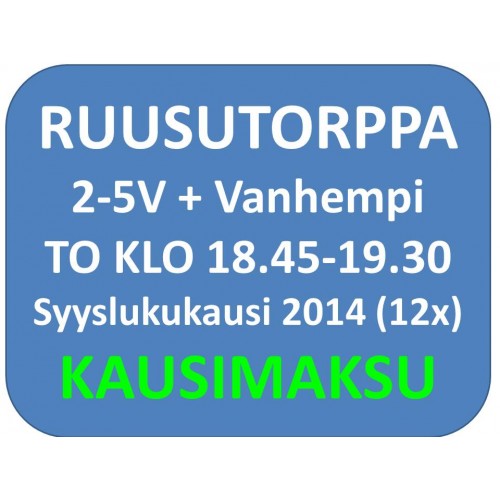 RUUSUTORPPA
2-5V + Vanhempi
TO KLO 18.45-19.30
Syyslukukausi 2014 (12x)
KAUSIMAKSU